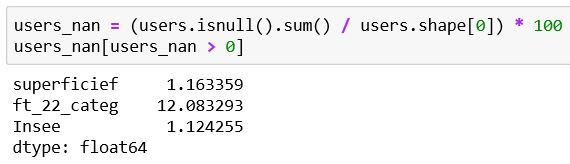 users_nan = (users.isnull().sum() / users.shape[0]) * 100
users_nan[users_nan > 0]
superficief     1.163359
ft_22_categ    12.083293
Insee           1.124255
dtype: float64